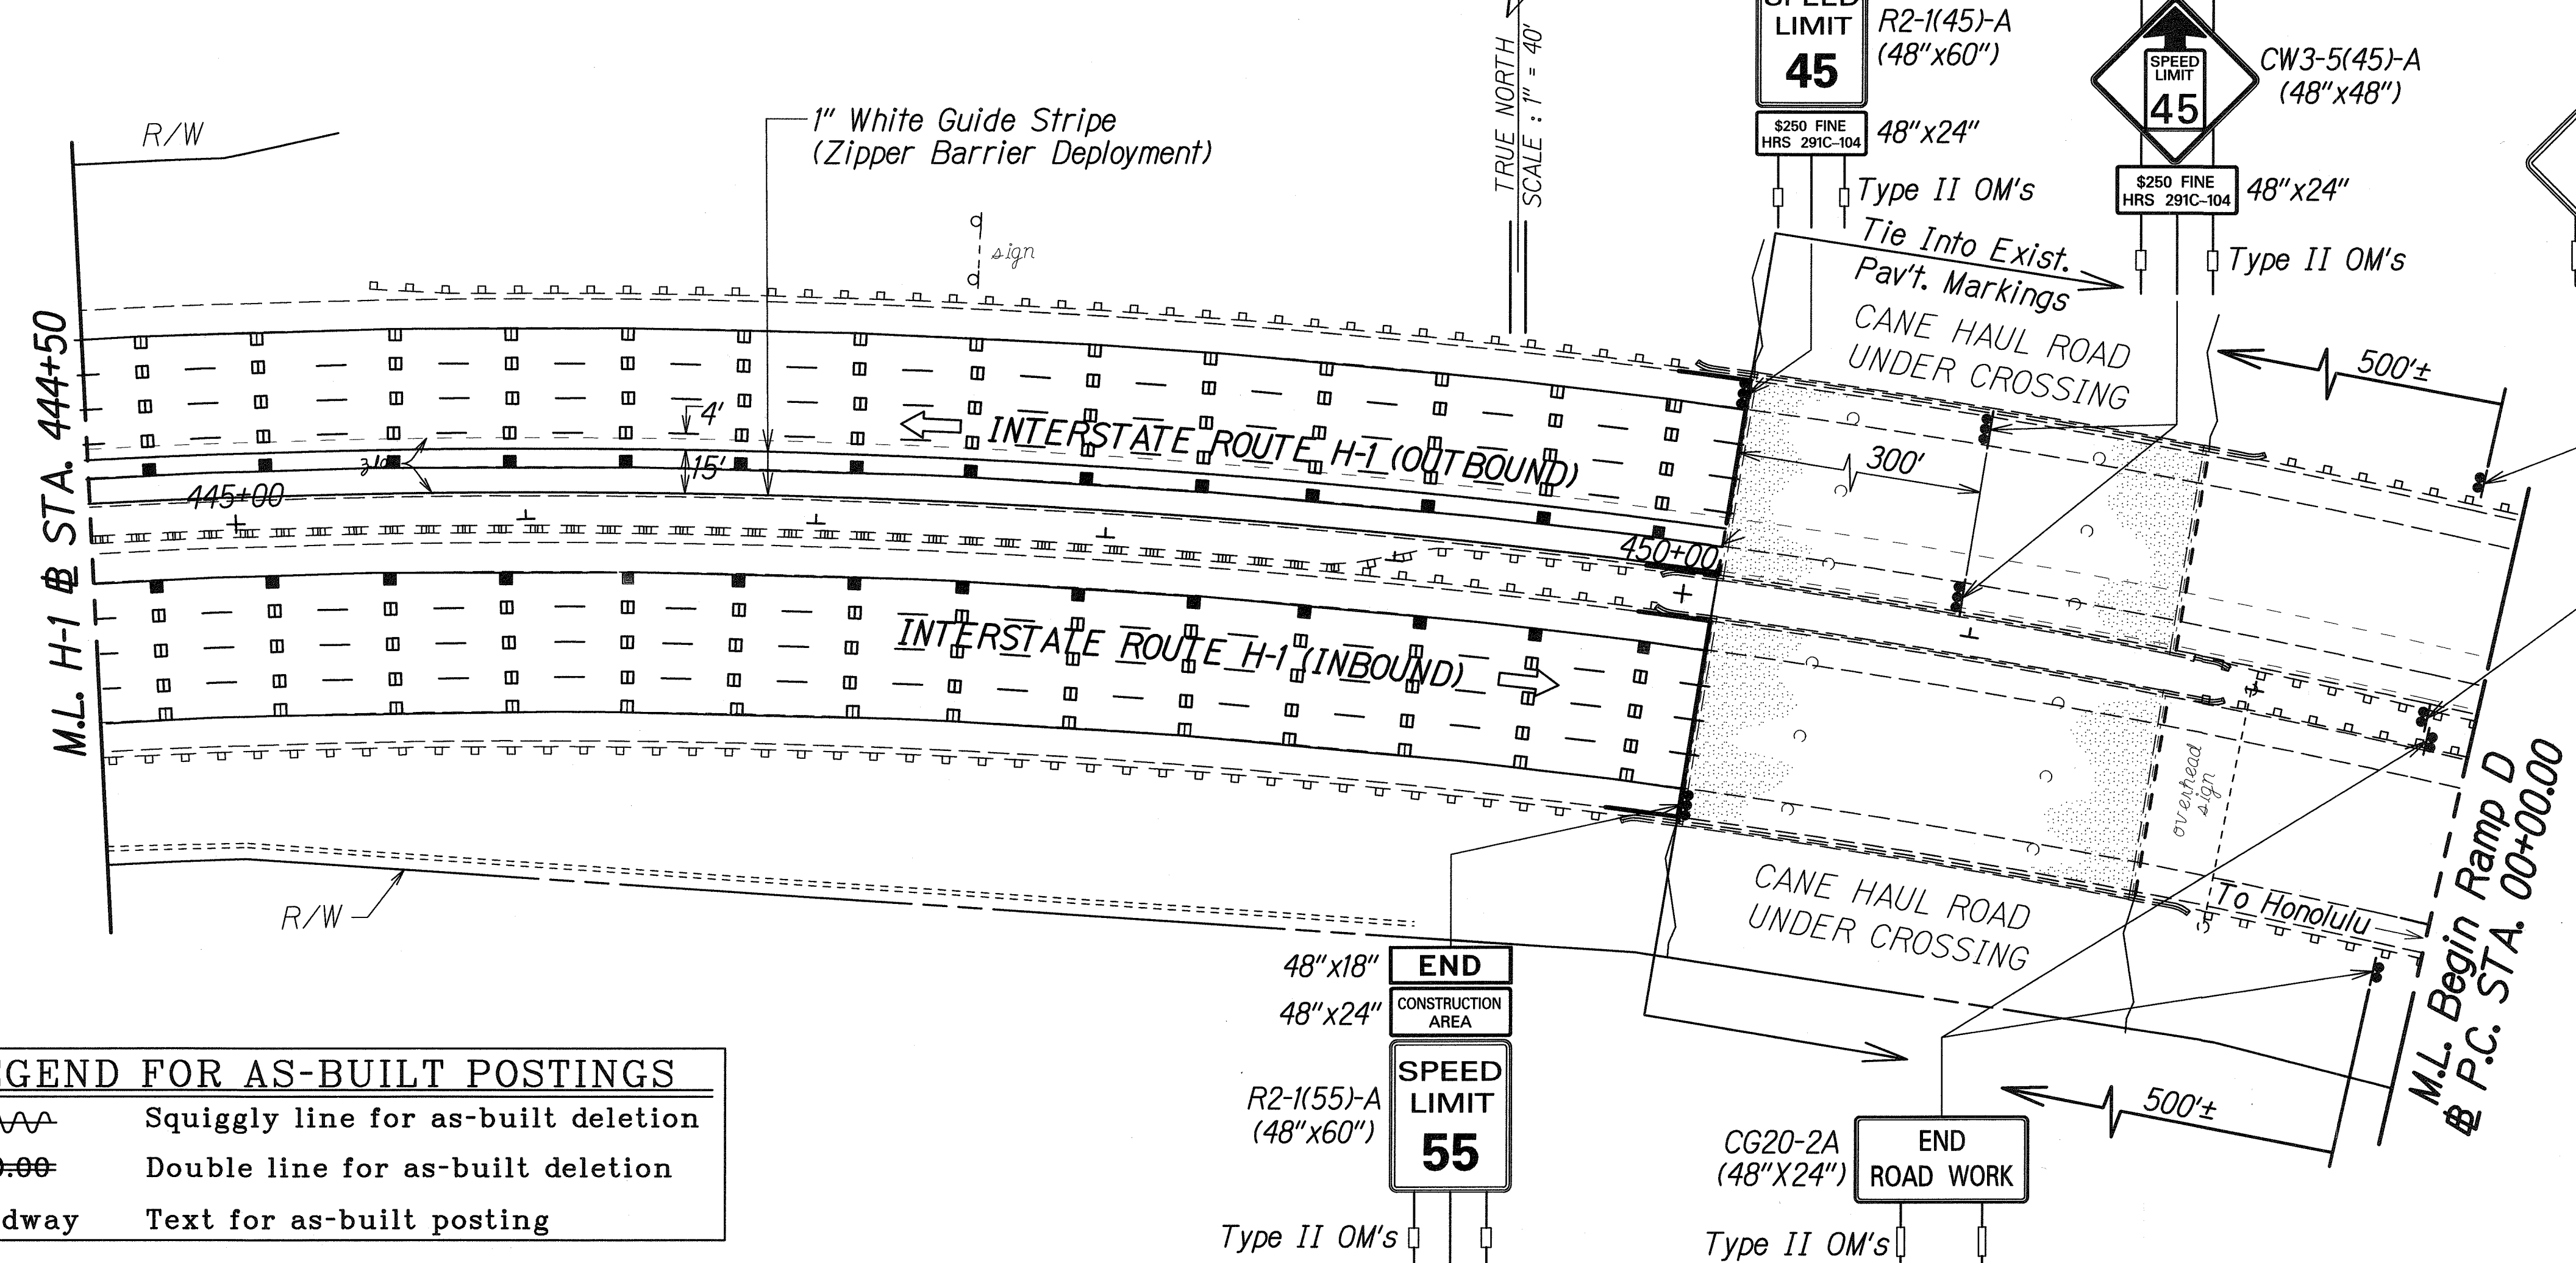 SPEED
LIMIT
45
R2-1(45)-A
(48"x60")
$250 FINE
HRS 291C-104
48"x24"
Type II OM's
SPEED
LIMIT
45
CW3-5(45)-A
(48"x48")
$250 FINE
HRS 291C-104
48"x24"
Type II OM's
TRUE NORTH
SCALE : 1" = 40'
R/W
1" White Guide Stripe
(Zipper Barrier Deployment)
sign
Tie Into Exist.
Pav't. Markings
CANE HAUL ROAD
UNDER CROSSING
500'±
M.L. H-1 B STA. 444+50
4'
15'
INTERSTATE ROUTE H-1 (OUTBOUND)
300'
445+00
450+00
INTERSTATE ROUTE H-1 (INBOUND)
overhead
sign
To Honolulu
M.L. Begin Ramp D
B P.C. STA. 00+00.00
R/W
CANE HAUL ROAD
UNDER CROSSING
500'±
48"x18"
END
48"x24"
CONSTRUCTION
AREA
R2-1(55)-A
(48"x60")
SPEED
LIMIT
55
Type II OM's
CG20-2A
(48"X24")
END
ROAD WORK
Type II OM's
EGEND FOR AS-BUILT POSTINGS
Squiggly line for as-built deletion
0.00 Double line for as-built deletion
dway Text for as-built posting